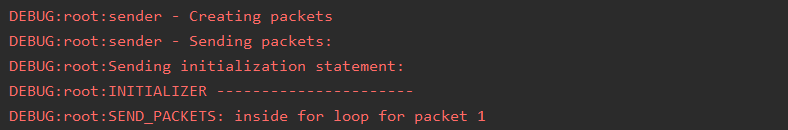 DEBUG:root:sender - Creating packets
DEBUG:root:sender - Sending packets:
DEBUG:root:Sending initialization statement:
DEBUG:root:INITIALIZER ----------------------
DEBUG:root:SEND_PACKETS: inside for loop for packet 1